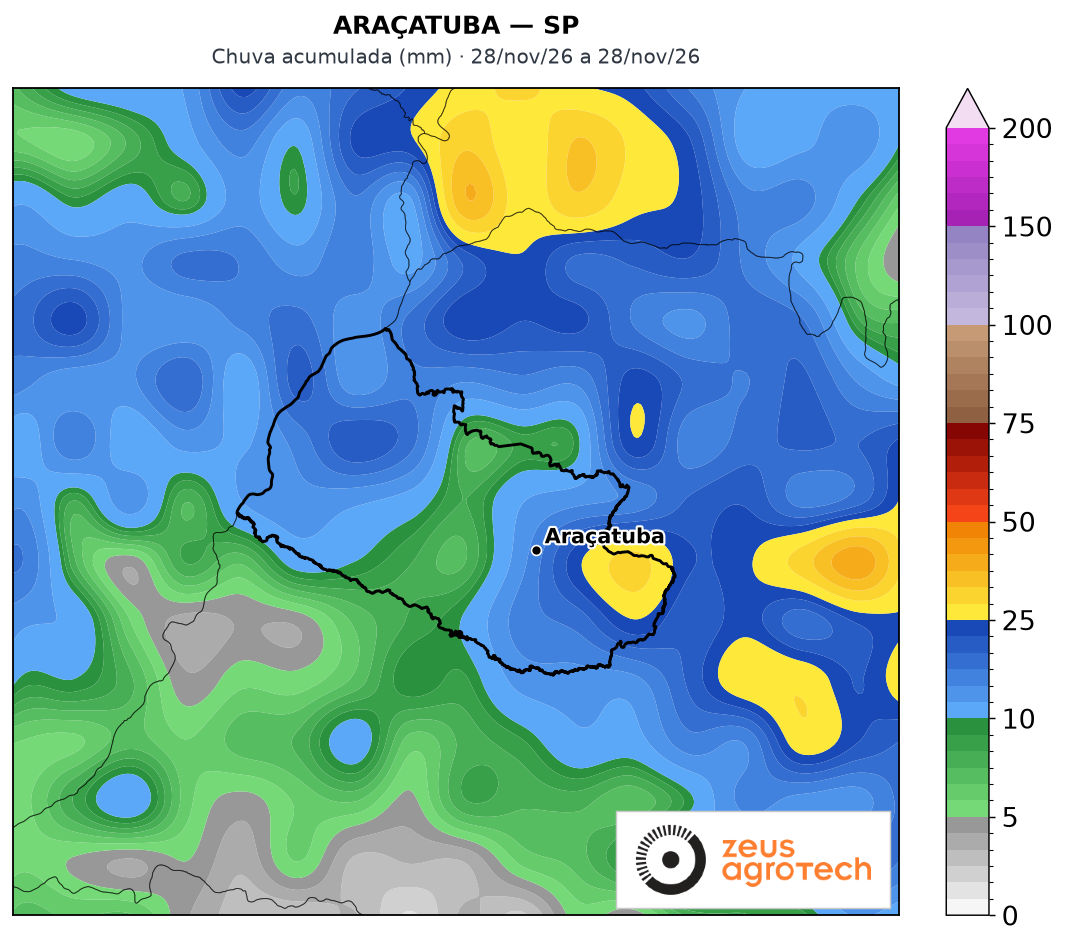 ARAÇATUBA — SP
Chuva acumulada (mm) · 28/nov/26 a 28/nov/26
200
150
100
75
50
25
10
5
0
Araçatuba
zeus
agrotech